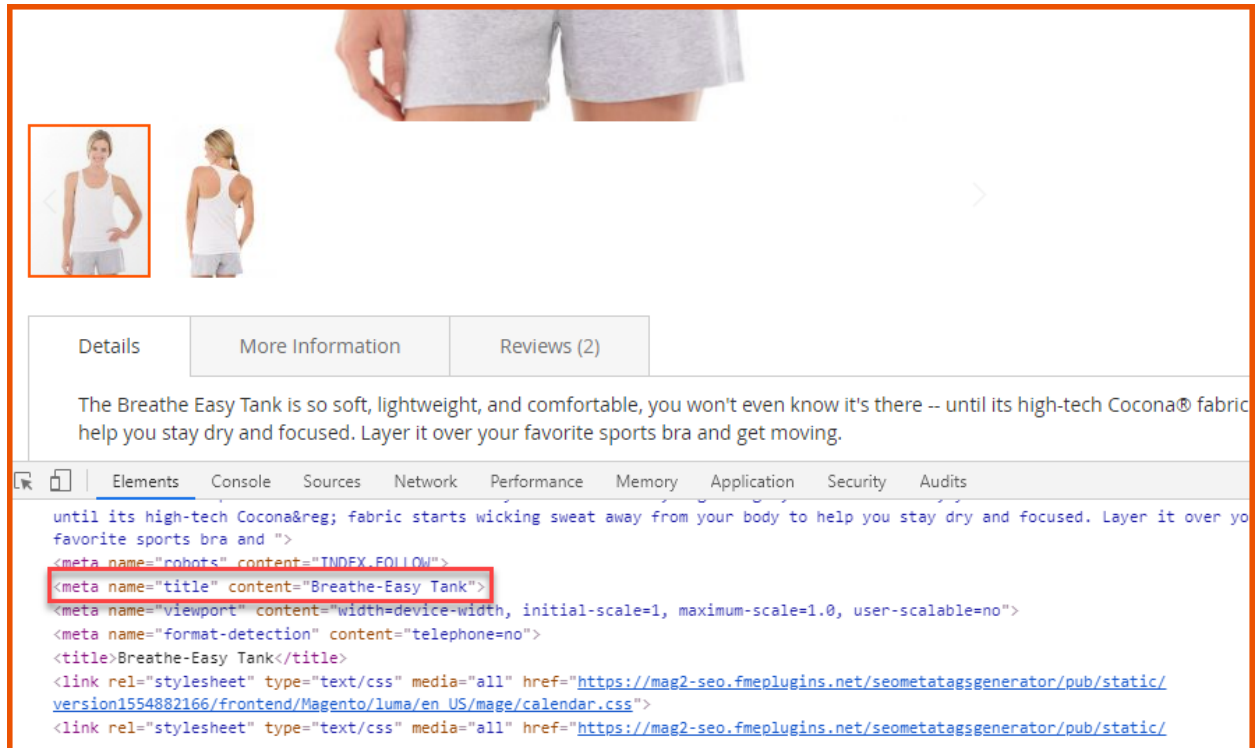 Details More Information Reviews (2)
The Breathe Easy Tank is so soft, lightweight, and comfortable, you won't even know it's there -- until its high-tech Cocona® fabric
help you stay dry and focused. Layer it over your favorite sports bra and get moving.
Elements Console Sources Network Performance Memory Application Security Audits
until its high-tech Cocona&reg; fabric starts wicking sweat away from your body to help you stay dry and focused. Layer it over yo
favorite sports bra and ">
<meta name="robots" content="INDEX,FOLLOW">
<meta name="title" content="Breathe-Easy Tank">
<meta name="viewport" content="width=device-width, initial-scale=1, maximum-scale=1.0, user-scalable=no">
<meta name="format-detection" content="telephone=no">
<title>Breathe-Easy Tank</title>
<link rel="stylesheet" type="text/css" media="all" href="https://mag2-seo.fmeplugins.net/seometatagsgenerator/pub/static/
version1554882166/frontend/Magento/luma/en_US/mage/calendar.css">
<link rel="stylesheet" type="text/css" media="all" href="https://mag2-seo.fmeplugins.net/seometatagsgenerator/pub/static/